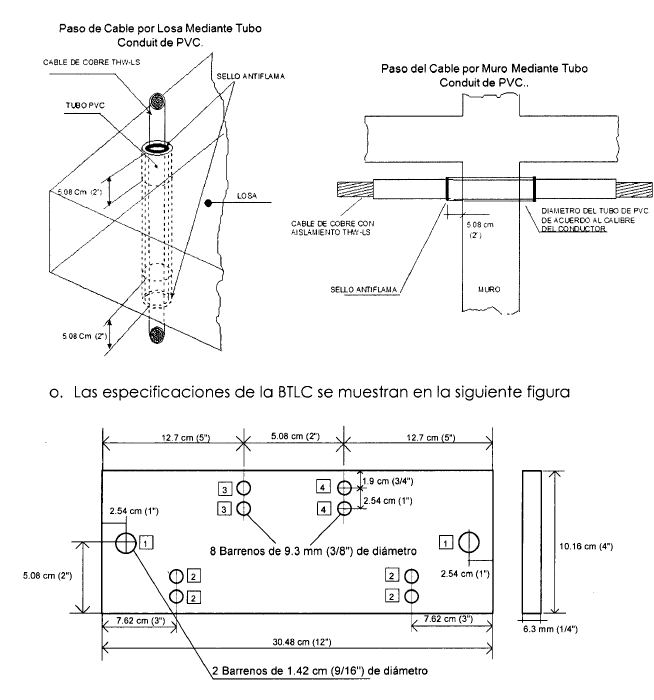 Paso de Cable por Losa Mediante Tubo
Conduit de PVC.
CABLE DE COBRE THW-LS
SELLO ANTIFLAMA
TUBO PVC
5.08 Cm (2")
LOSA
5.08 Cm (2")
Paso del Cable por Muro Mediante Tubo
Conduit de PVC..
CABLE DE COBRE CON
AISLAMIENTO THW-LS
5.08 cm
(2")
DIAMETRO DEL TUBO DE PVC
DE ACUERDO AL CALIBRE
DEL CONDUCTOR
SELLO ANTIFLAMA
MURO
o. Las especificaciones de la BTLC se muestran en la siguiente figura
12.7 cm (5")
5.08 cm (2")
12.7 cm (5")
3
4
1.9 cm (3/4")
3
4
2.54 cm (1")
2.54 cm (1")
1
8 Barrenos de 9.3 mm (3/8") de diámetro
1
10.16 cm (4")
5.08 cm (2")
2
2
2.54 cm (1")
2
2
7.62 cm (3")
7.62 cm (3")
6.3 mm (1/4")
30.48 cm (12")
2 Barrenos de 1.42 cm (9/16") de diámetro